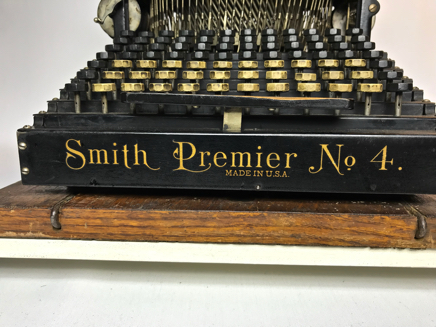 Smith Premier No 4.
MADE IN U.S.A.